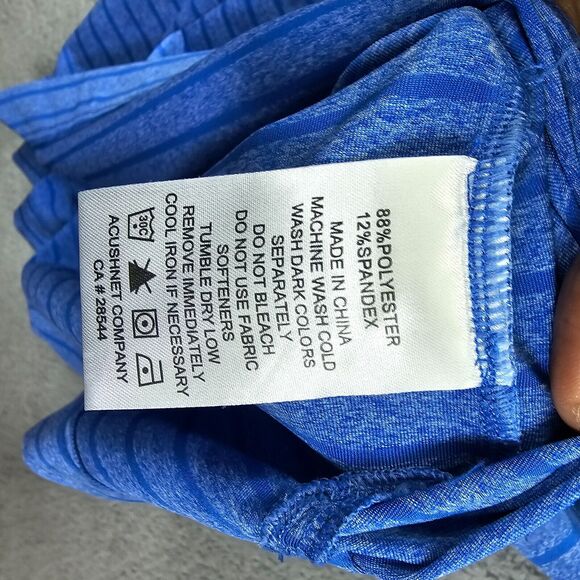 88%POLYESTER
12%SPANDEX
MADE IN CHINA
MACHINE WASH COLD
WASH DARK COLORS
SEPARATELY
DO NOT BLEACH
DO NOT USE FABRIC
SOFTENERS
TUMBLE DRY LOW
REMOVE IMMEDIATELY
COOL IRON IF NECESSARY
30C
ACUSHNET COMPANY
CA # 28544